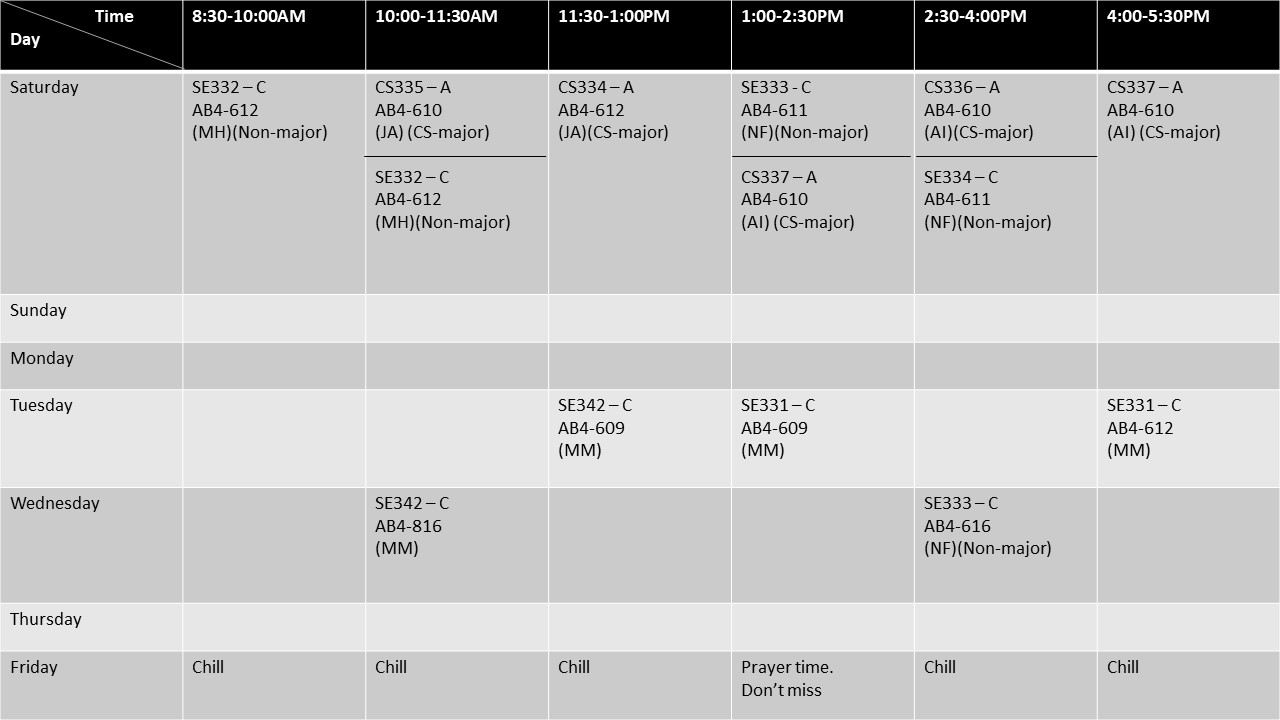 Time
Day
8:30-10:00AM
10:00-11:30AM
11:30-1:00PM
1:00-2:30PM
2:30-4:00PM
4:00-5:30PM
Saturday
SE332 – C
AB4-612
(MH)(Non-major)
CS335 – A
AB4-610
(JA) (CS-major)
SE332 – C
AB4-612
(MH)(Non-major)
CS334 – A
AB4-612
(JA)(CS-major)
SE333 - C
AB4-611
(NF)(Non-major)
CS337 – A
AB4-610
(AI) (CS-major)
CS336 – A
AB4-610
(AI)(CS-major)
SE334 – C
AB4-611
(NF)(Non-major)
CS337 – A
AB4-610
(AI) (CS-major)
Sunday
Monday
Tuesday
SE342 – C
AB4-609
(MM)
SE331 – C
AB4-609
(MM)
SE331 – C
AB4-612
(MM)
Wednesday
SE342 – C
AB4-816
(MM)
SE333 – C
AB4-616
(NF)(Non-major)
Thursday
Friday
Chill
Chill
Chill
Prayer time.
Don’t miss
Chill
Chill